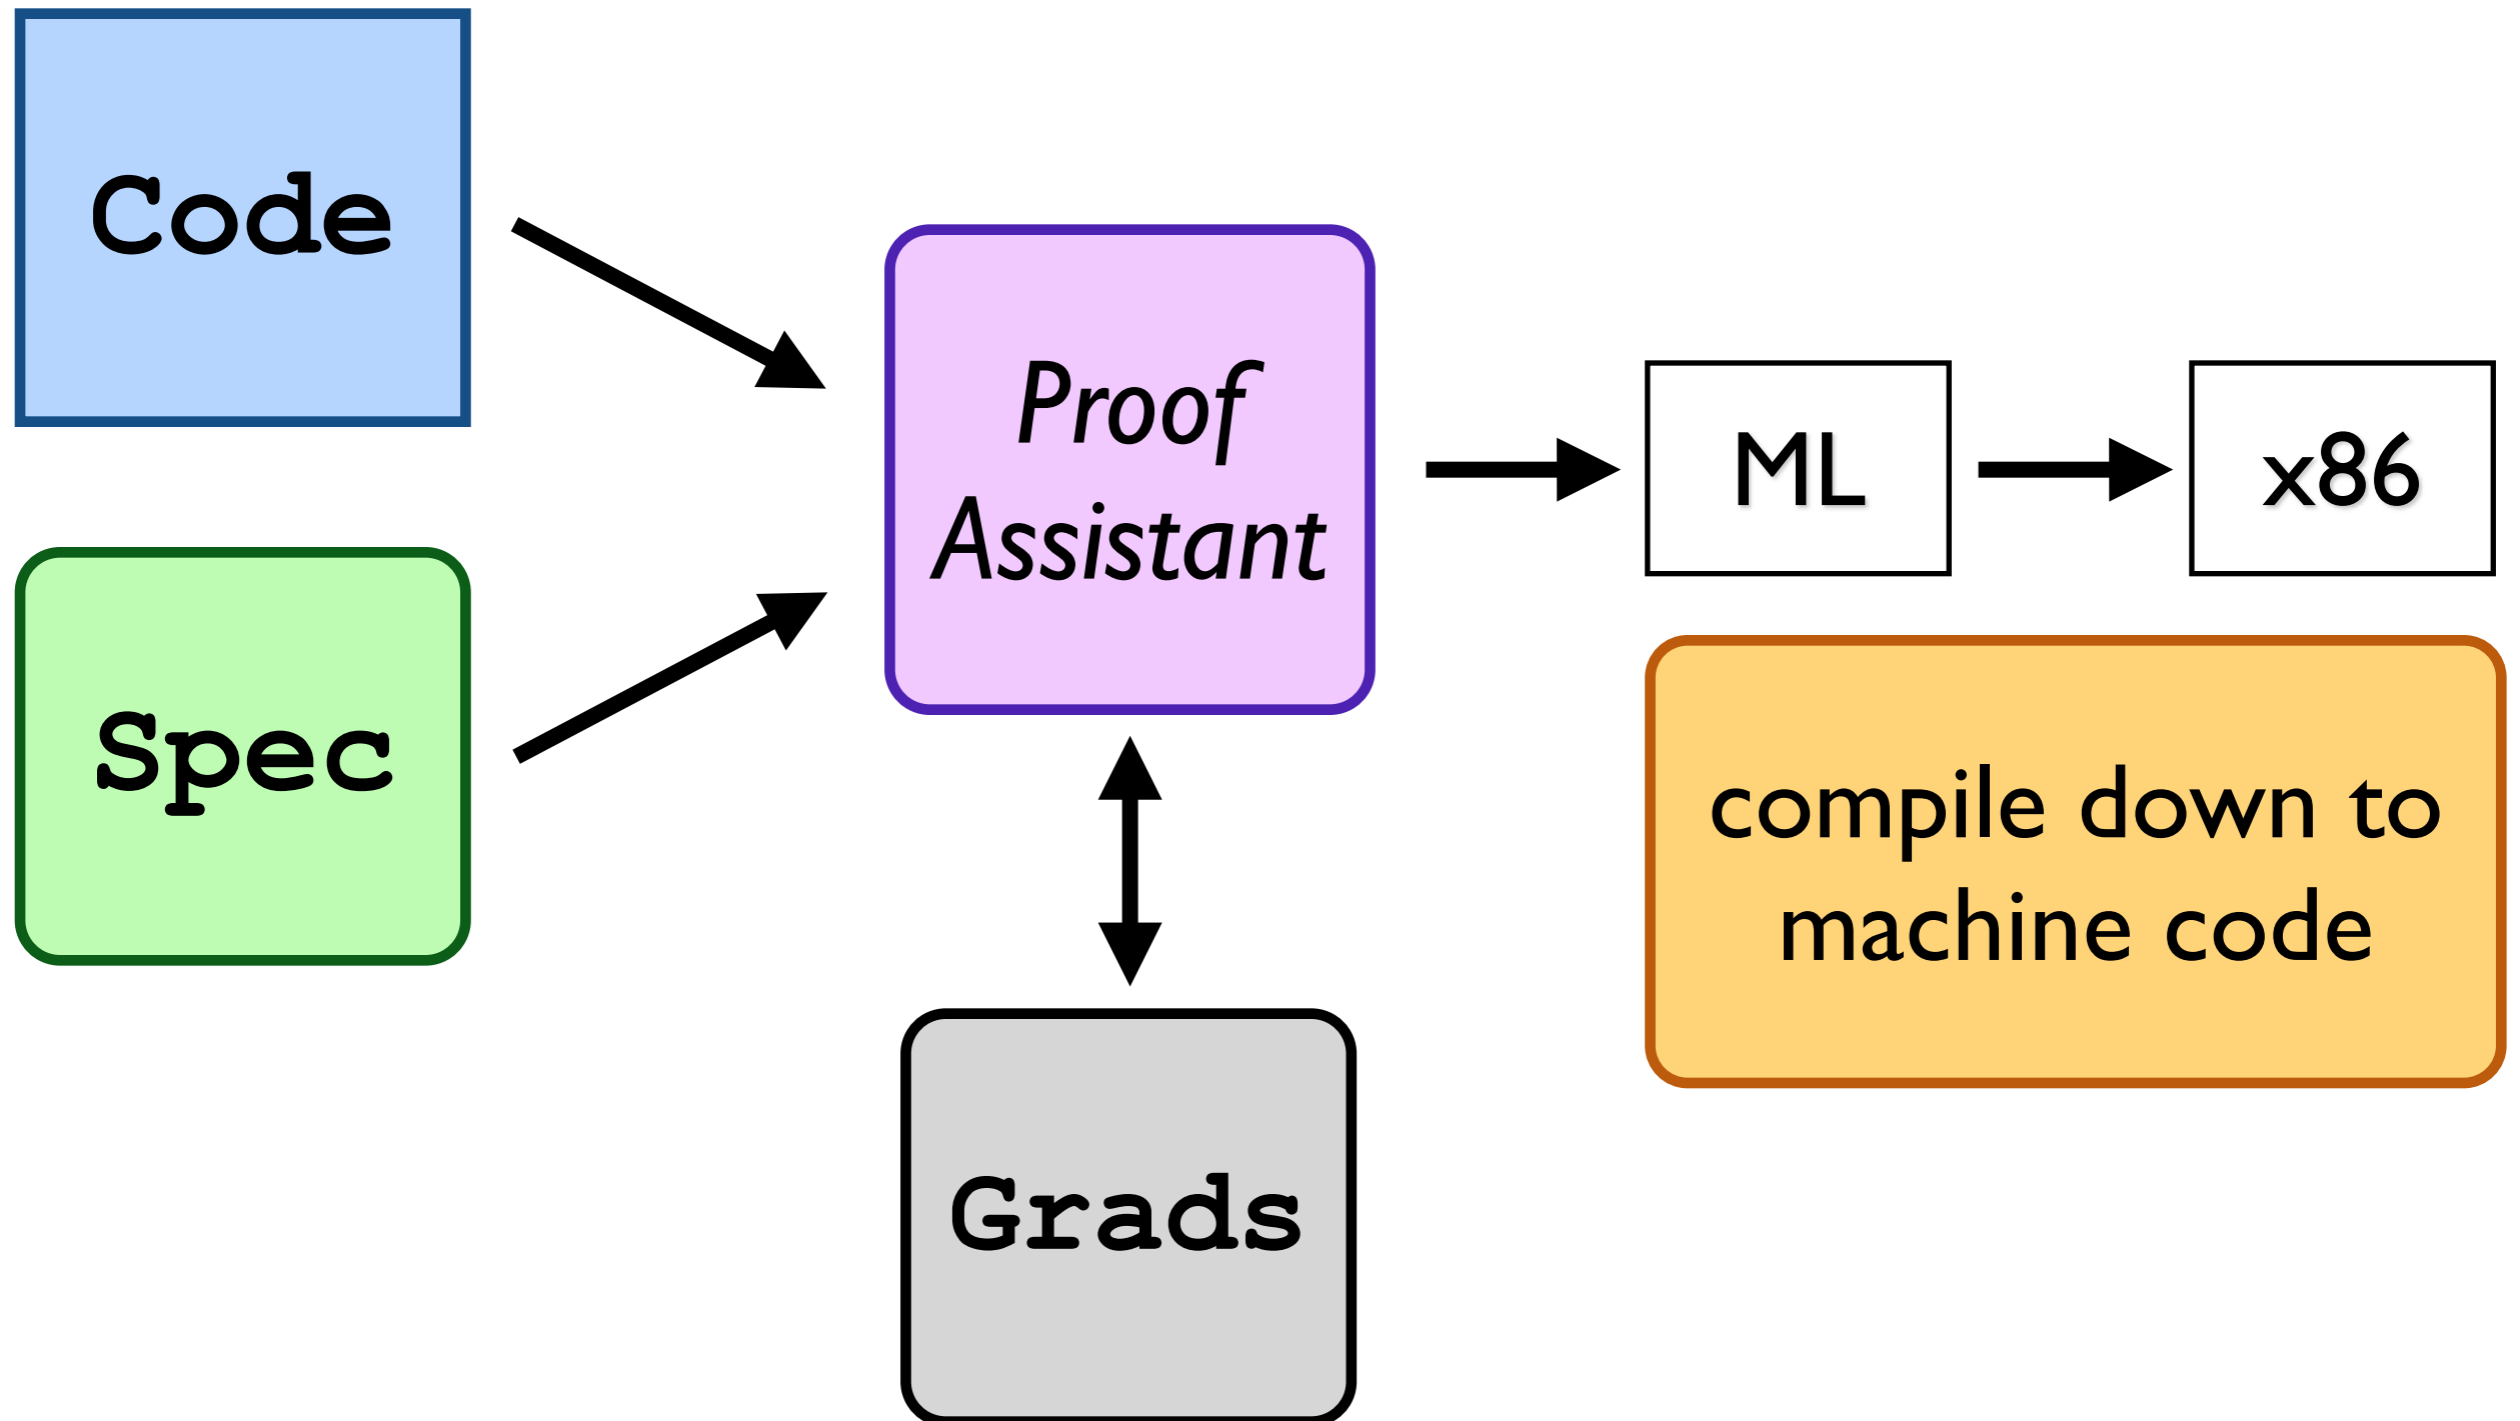 Code
Spec
Proof
Assistant
Grads
ML
x86
compile down to
machine code